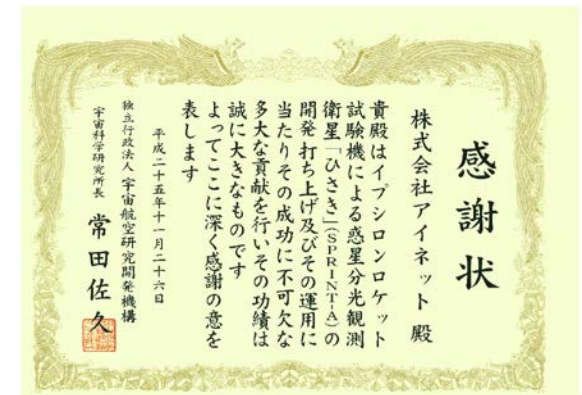 感謝状
株式会社アイネット 殿
貴殿はイプシロンロケット
試験機による惑星分光観測
衛星「ひさき」(SPRINT-A)の
開発 打ち上げ及びその運用に
当たりその成功に不可欠な
多大な貢献を行いその功績は
誠に大きなものです
よってここに深く感謝の意を
表します
平成二十五年十一月二十六日
独立行政法人 宇宙航空研究開発機構
宇宙科学研究所長 常田佐久